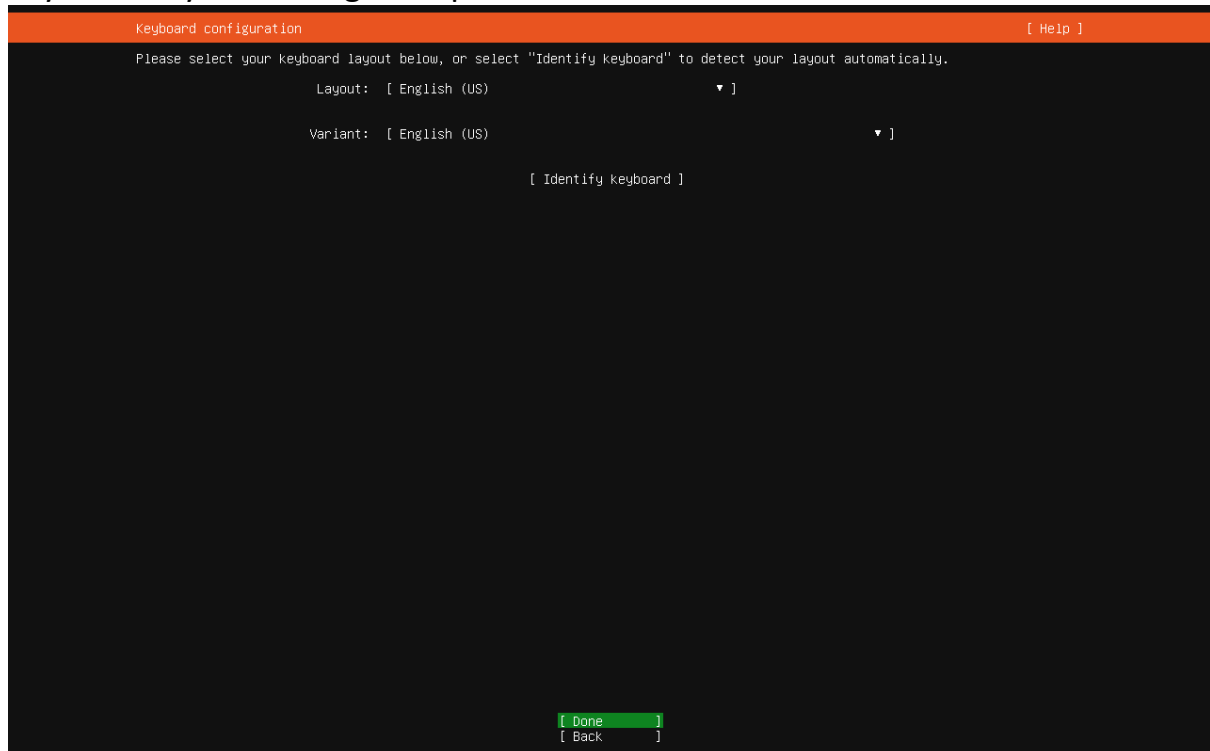 Keyboard configuration [ Help ]
Please select your keyboard layout below, or select "Identify keyboard" to detect your layout automatically.
Layout: [ English (US) ▾ ]
Variant: [ English (US) ▾ ]
[ Identify keyboard ]
[ Done ]
[ Back ]